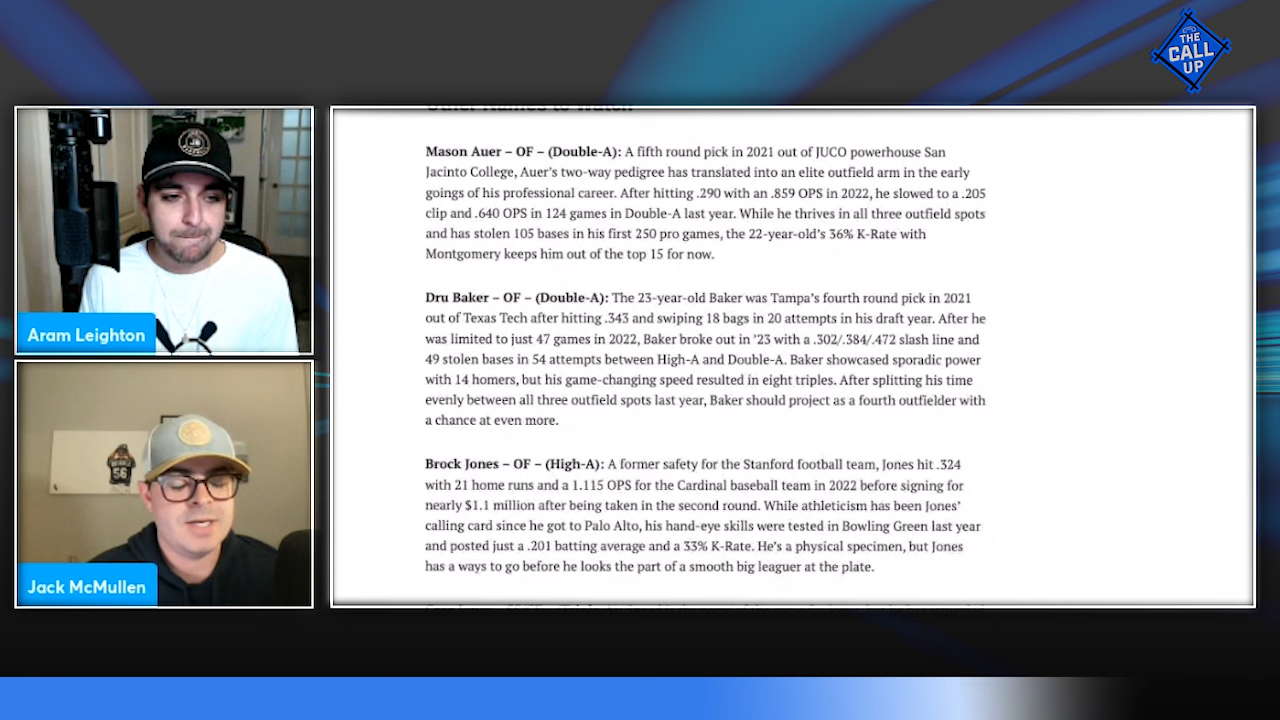 THE
CALL
UP
Other Names to Watch
Mason Auer – OF – (Double-A): A fifth round pick in 2021 out of JUCO powerhouse San
Jacinto College, Auer's two-way pedigree has translated into an elite outfield arm in the early
goings of his professional career. After hitting .290 with an .859 OPS in 2022, he slowed to a .205
clip and .640 OPS in 124 games in Double-A last year. While he thrives in all three outfield spots
and has stolen 105 bases in his first 250 pro games, the 22-year-old's 36% K-Rate with
Montgomery keeps him out of the top 15 for now.
Dru Baker – OF – (Double-A): The 23-year-old Baker was Tampa's fourth round pick in 2021
out of Texas Tech after hitting .343 and swiping 18 bags in 20 attempts in his draft year. After he
was limited to just 47 games in 2022, Baker broke out in '23 with a .302/.384/.472 slash line and
49 stolen bases in 54 attempts between High-A and Double-A. Baker showcased sporadic power
with 14 homers, but his game-changing speed resulted in eight triples. After splitting his time
evenly between all three outfield spots last year, Baker should project as a fourth outfielder with
a chance at even more.
Brock Jones – OF – (High-A): A former safety for the Stanford football team, Jones hit .324
with 21 home runs and a 1.115 OPS for the Cardinal baseball team in 2022 before signing for
nearly $1.1 million after being taken in the second round. While athleticism has been Jones'
calling card since he got to Palo Alto, his hand-eye skills were tested in Bowling Green last year
and posted just a .201 batting average and a 33% K-Rate. He's a physical specimen, but Jones
has a ways to go before he looks the part of a smooth big leaguer at the plate.
Aram Leighton
56
Jack McMullen